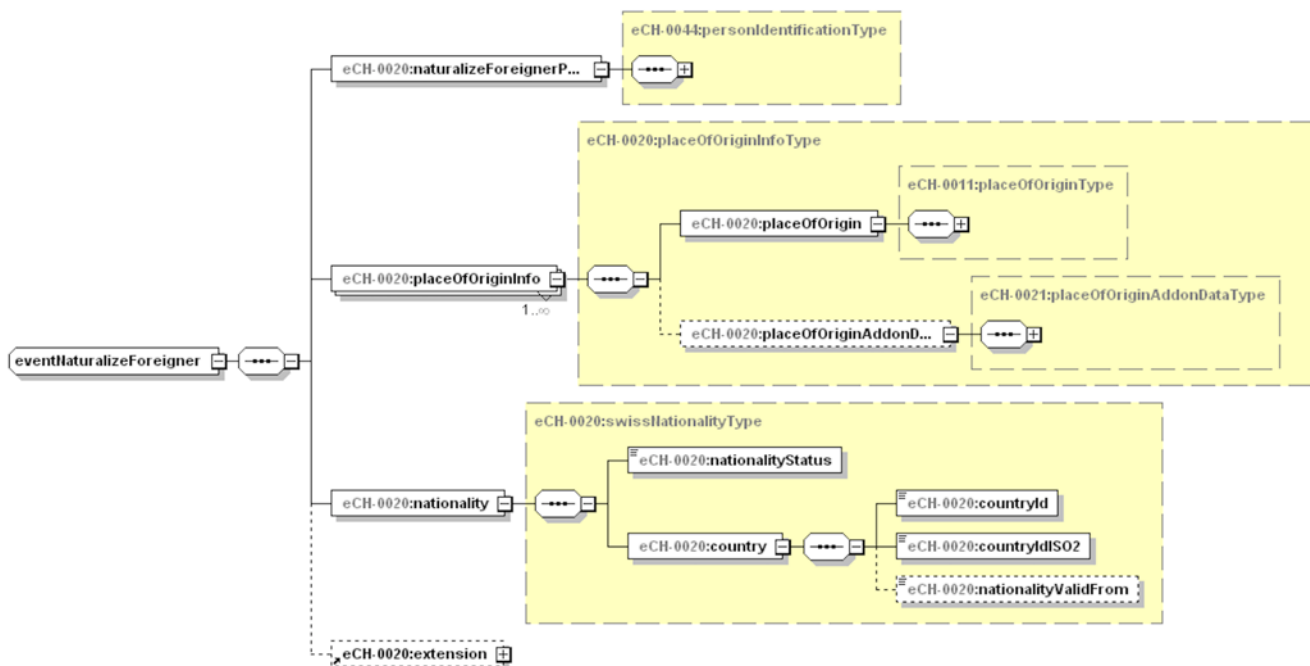 eCH-0044:personIdentificationType
eCH-0020:naturalizeForeignerP...
eCH-0020:placeOfOriginInfoType
eCH-0011:placeOfOriginType
eCH-0020:placeOfOrigin
eCH-0020:placeOfOriginInfo
1..∞
eCH-0021:placeOfOriginAddonDataType
eCH-0020:placeOfOriginAddonD...
eventNaturalizeForeigner
eCH-0020:swissNationalityType
eCH-0020:nationalityStatus
eCH-0020:nationality
eCH-0020:countryId
eCH-0020:country
eCH-0020:countryIdISO2
eCH-0020:nationalityValidFrom
eCH-0020:extension